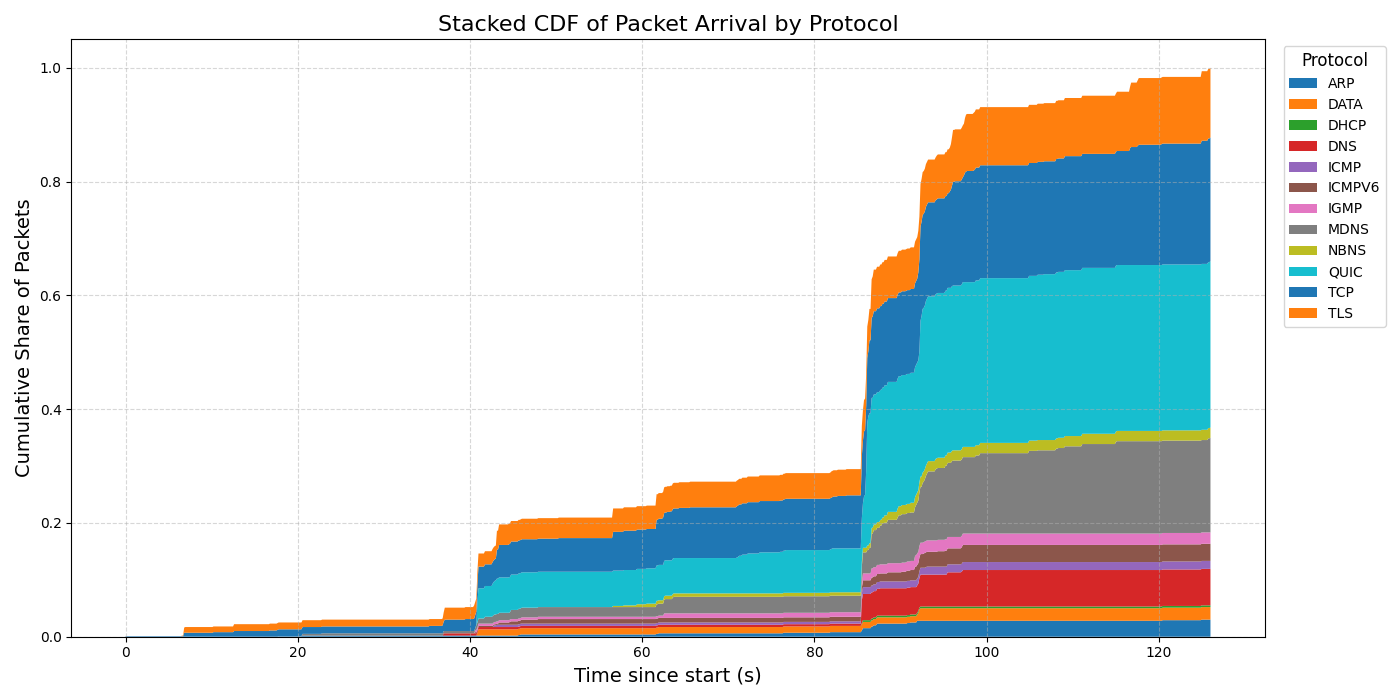 Stacked CDF of Packet Arrival by Protocol
Cumulative Share of Packets
1.0
0.8
0.6
0.4
0.2
0.0
0 20 40 60 80 100 120
Time since start (s)
Protocol
ARP
DATA
DHCP
DNS
ICMP
ICMPV6
IGMP
MDNS
NBNS
QUIC
TCP
TLS